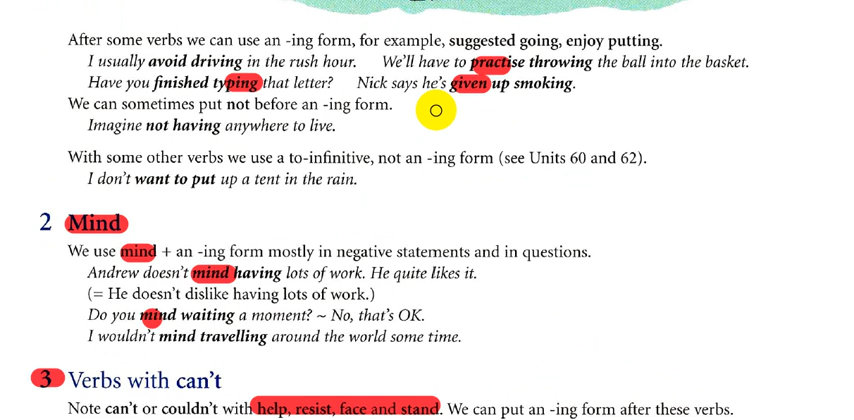 After some verbs we can use an -ing form, for example, suggested going, enjoy putting.
I usually avoid driving in the rush hour. We'll have to practise throwing the ball into the basket.
Have you finished typing that letter? Nick says he's given up smoking.
We can sometimes put not before an -ing form.
Imagine not having anywhere to live.
With some other verbs we use a to-infinitive, not an -ing form (see Units 60 and 62).
I don't want to put up a tent in the rain.
2 Mind
We use mind + an -ing form mostly in negative statements and in questions.
Andrew doesn't mind having lots of work. He quite likes it.
(= He doesn't dislike having lots of work.)
Do you mind waiting a moment? ~ No, that's OK.
I wouldn't mind travelling around the world some time.
3 Verbs with can't
Note can't or couldn't with help, resist, face and stand. We can put an -ing form after these verbs.